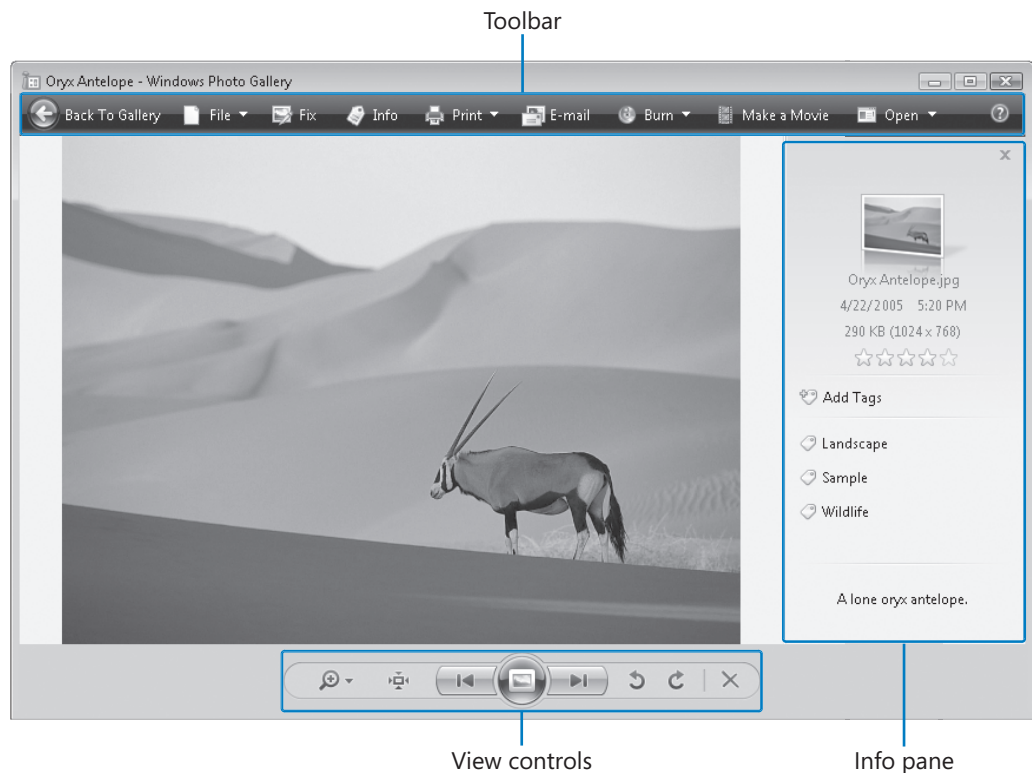 Toolbar
Oryx Antelope - Windows Photo Gallery
Back To Gallery File Fix Info Print E-mail Burn Make a Movie Open ?
x
Oryx Antelope.jpg
4/22/2005 5:20 PM
290 KB (1024 x 768)
Add Tags
Landscape
Sample
Wildlife
A lone oryx antelope.
View controls Info pane